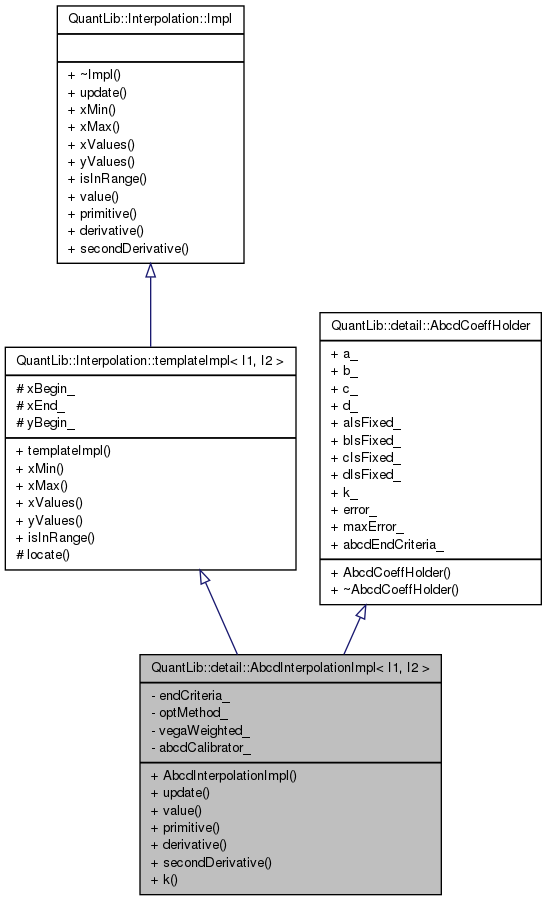 QuantLib::Interpolation::Impl
+ ~Impl()
+ update()
+ xMin()
+ xMax()
+ xValues()
+ yValues()
+ isInRange()
+ value()
+ primitive()
+ derivative()
+ secondDerivative()
QuantLib::Interpolation::templateImpl< I1, I2 >
# xBegin_
# xEnd_
# yBegin_
+ templateImpl()
+ xMin()
+ xMax()
+ xValues()
+ yValues()
+ isInRange()
# locate()
QuantLib::detail::AbcdCoeffHolder
+ a_
+ b_
+ c_
+ d_
+ aIsFixed_
+ bIsFixed_
+ cIsFixed_
+ dIsFixed_
+ k_
+ error_
+ maxError_
+ abcdEndCriteria_
+ AbcdCoeffHolder()
+ ~AbcdCoeffHolder()
QuantLib::detail::AbcdInterpolationImpl< I1, I2 >
- endCriteria_
- optMethod_
- vegaWeighted_
- abcdCalibrator_
+ AbcdInterpolationImpl()
+ update()
+ value()
+ primitive()
+ derivative()
+ secondDerivative()
+ k()